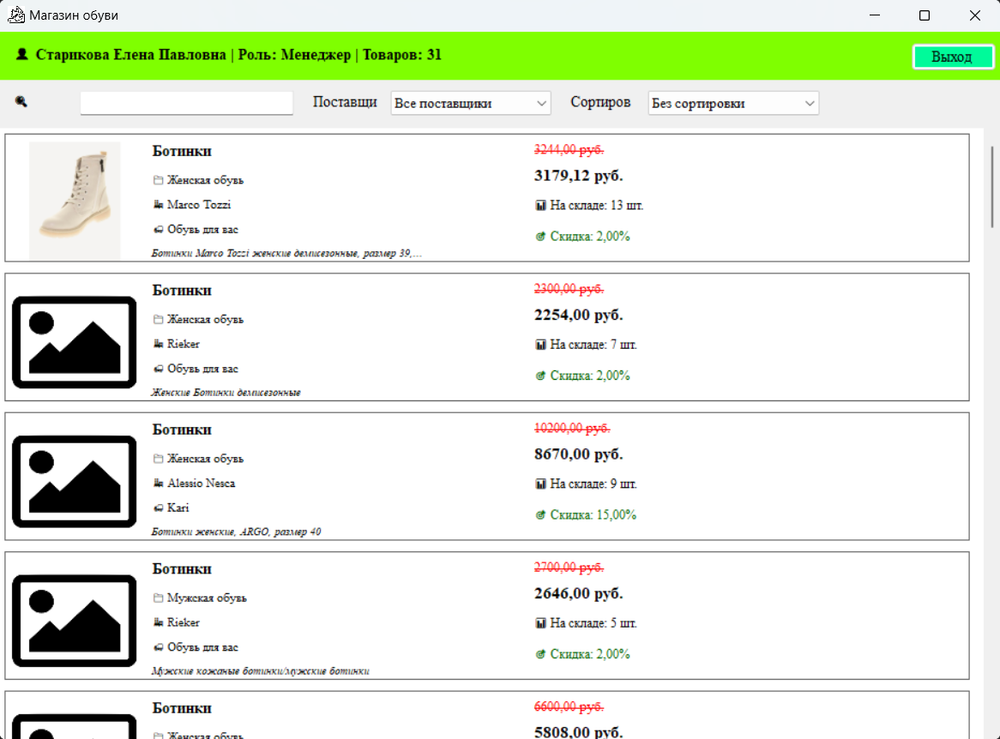 Магазин обуви
Старикова Елена Павловна | Роль: Менеджер | Товаров: 31
Выход
Поставщи
Все поставщики
Сортиров
Без сортировки
Ботинки
3244,00 руб.
3179,12 руб.
Женская обувь
Marco Tozzi
На складе: 13 шт.
Обувь для вас
Скидка: 2,00%
Ботинки Marco Tozzi женские демисезонные, размер 39,...
Ботинки
2300,00 руб.
2254,00 руб.
Женская обувь
Rieker
На складе: 7 шт.
Обувь для вас
Скидка: 2,00%
Женские Ботинки демисезонные
Ботинки
10200,00 руб.
8670,00 руб.
Женская обувь
Alessio Nesca
На складе: 9 шт.
Kari
Скидка: 15,00%
Ботинки женские, ARGO, размер 40
Ботинки
2700,00 руб.
2646,00 руб.
Мужская обувь
Rieker
На складе: 5 шт.
Обувь для вас
Скидка: 2,00%
Мужские кожаные ботинки/мужские ботинки
Ботинки
6600,00 руб.
5808,00 руб.
Женская обувь